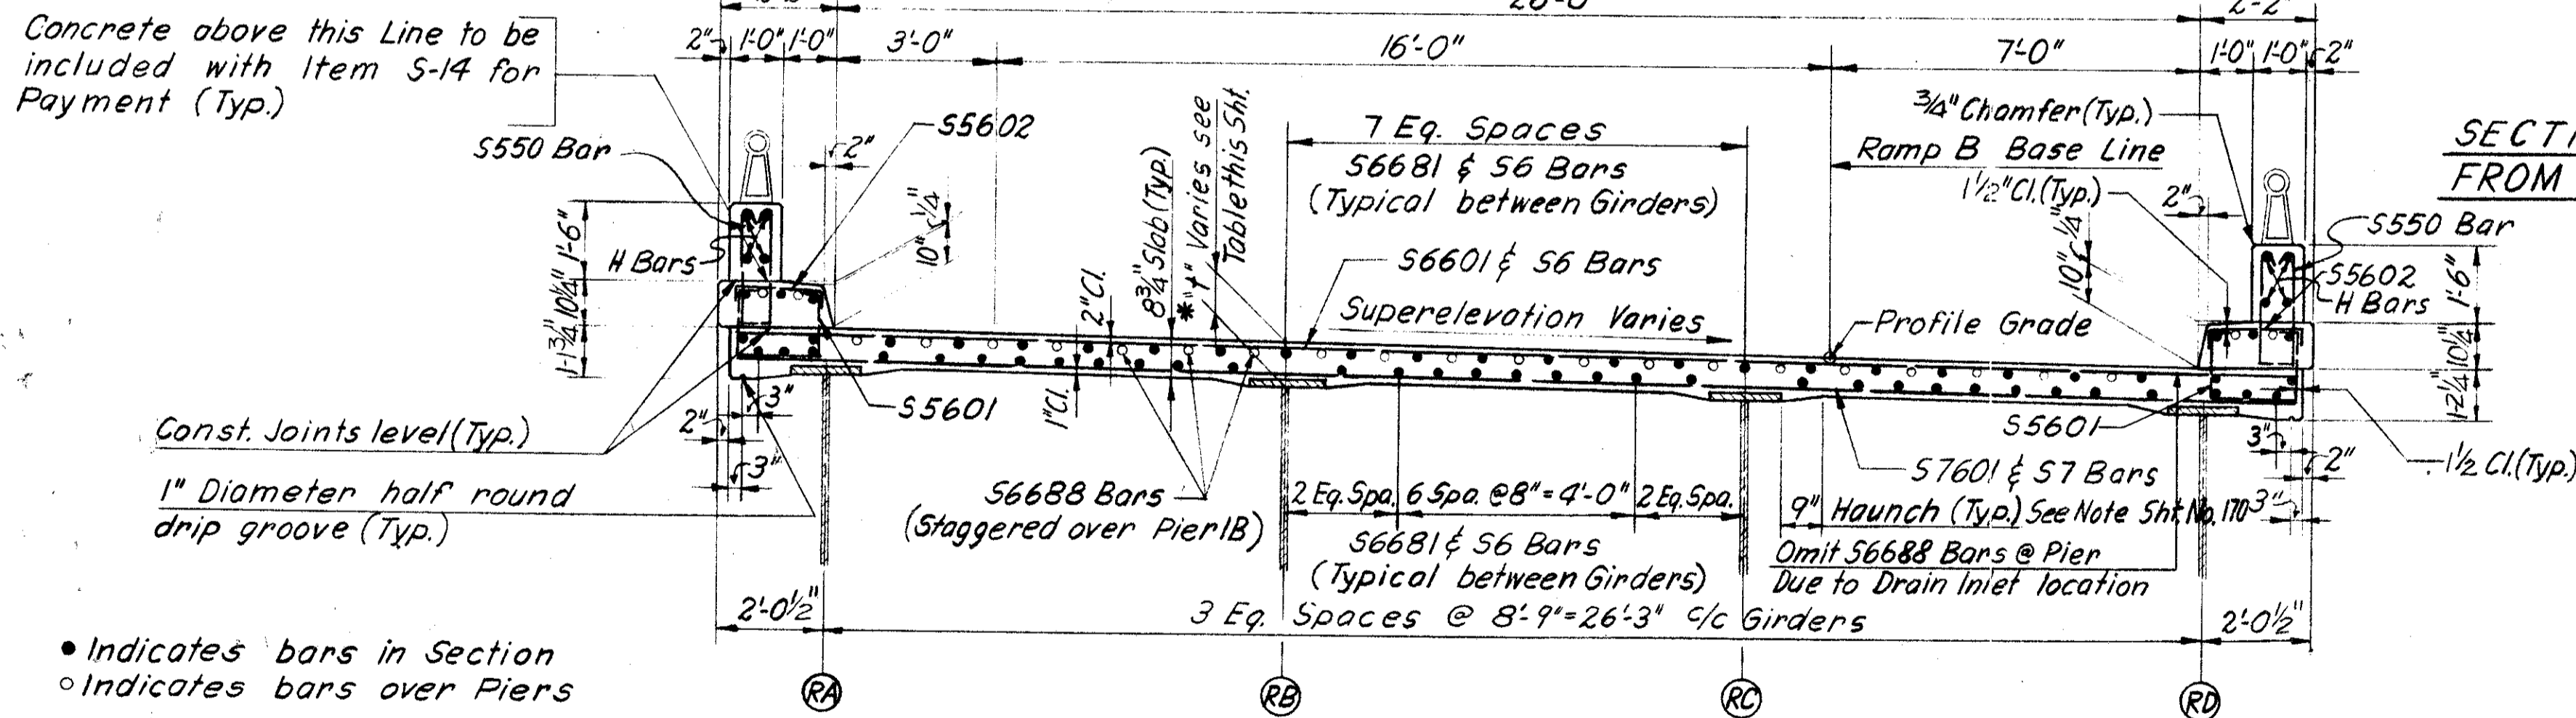 Concrete above this Line to be
included with Item S-14 for
Payment (Typ.)
2'-2"
2" 1'-0" 1'-0" 3'-0" 16'-0" 7'-0" 1'-0" 1'-0" 2"
S550 Bar
S5602
2"
10" 1/4"
8 3/4" Slab (Typ.)
*"t" Varies see
Table this Sht.
7 Eq. Spaces
S6681 & S6 Bars
(Typical between Girders)
S6601 & S6 Bars
Superelevation Varies
3/4" Chamfer (Typ.)
Ramp B Base Line
1 1/2" Cl. (Typ.)
2"
10" 1/4"
Profile Grade
SECTI
FROM
S550 Bar
S5602
H Bars
H Bars
1'-6"
10 1/4"
1'-1 3/4"
2" Cl.
1" Cl.
1'-6"
10 1/4"
1'-2 1/4"
3"
2"
3"
S5601
S5601
3"
2"
3"
1 1/2 Cl. (Typ.)
Const. Joints level (Typ.)
1" Diameter half round
drip groove (Typ.)
S6688 Bars
(Staggered over Pier 1B)
2 Eq. Spa. 6 Spa. @ 8" = 4'-0" 2 Eq. Spa.
S6681 & S6 Bars
(Typical between Girders)
S7601 & S7 Bars
9" Haunch (Typ.) See Note Sht. No. 170
Omit S6688 Bars @ Pier
Due to Drain Inlet location
2'-0 1/2" 3 Eq. Spaces @ 8'-9" = 26'-3" c/c Girders 2'-0 1/2"
● Indicates bars in Section
○ Indicates bars over Piers
RA RB RC RD